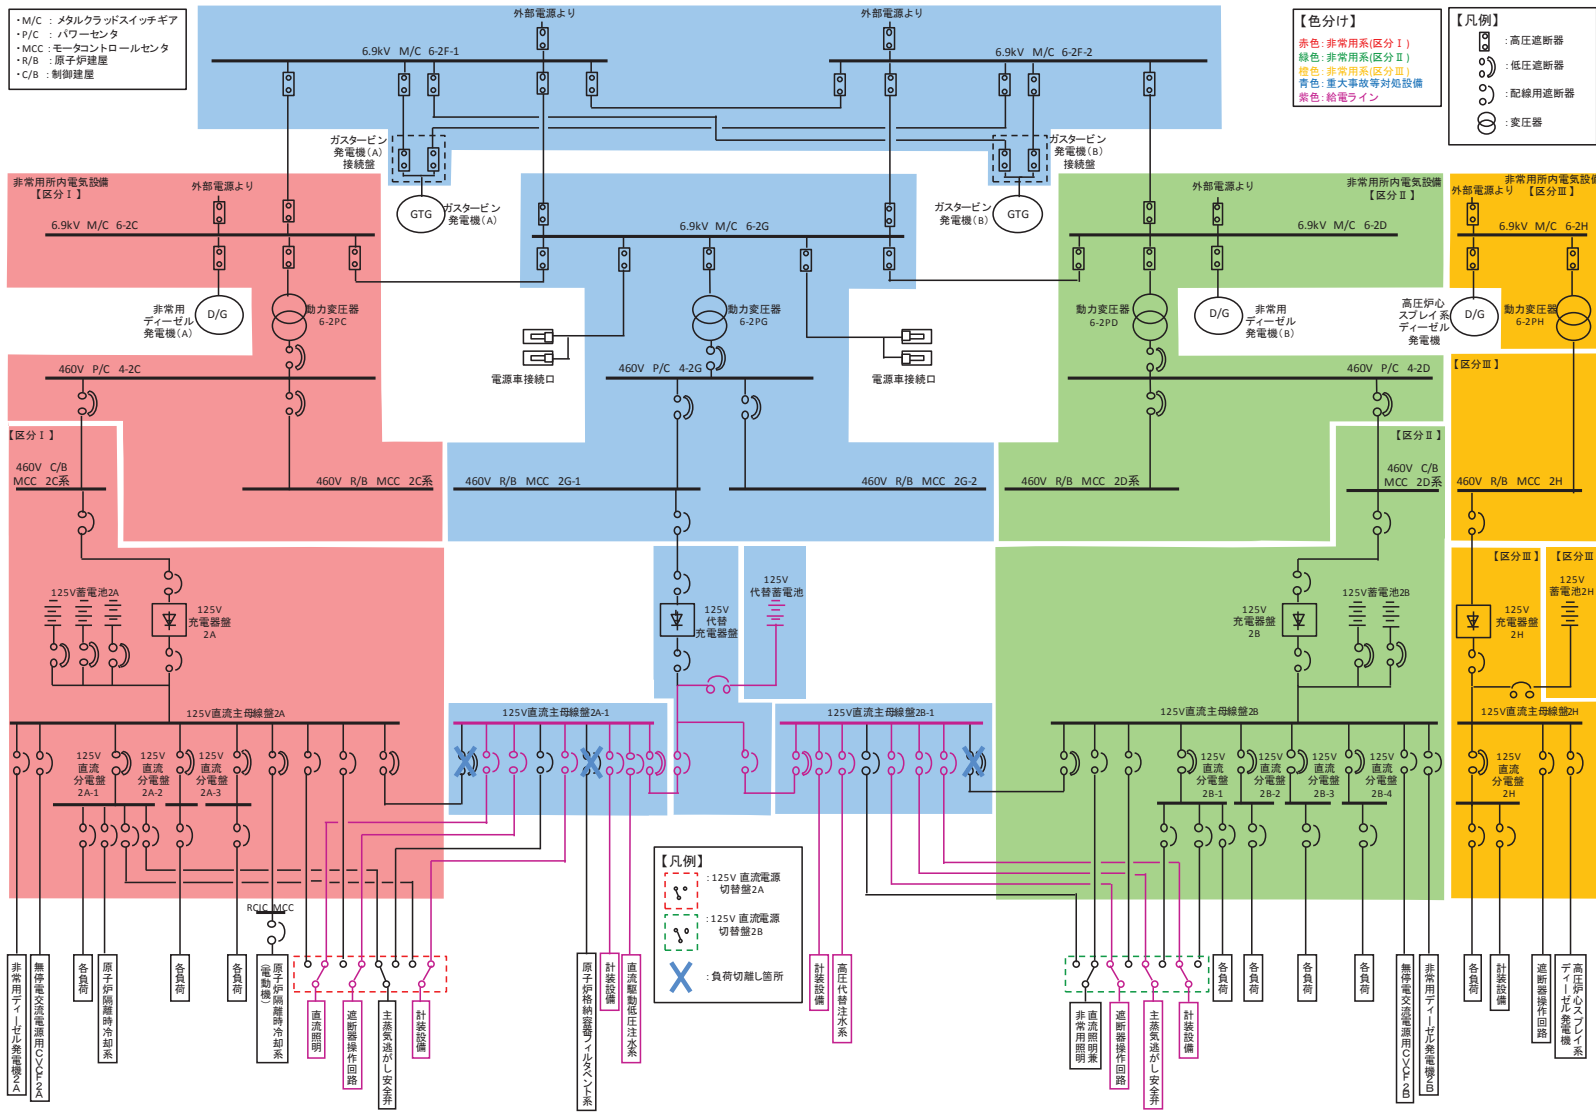 ・M/C : メタルクラッドスイッチギア
・P/C : パワーセンタ
・MCC : モータコントロールセンタ
・R/B : 原子炉建屋
・C/B : 制御建屋
外部電源より
外部電源より
6.9kV M/C 6-2F-1
6.9kV M/C 6-2F-2
【色分け】
赤色:非常用系(区分Ⅰ)
緑色:非常用系(区分Ⅱ)
橙色:非常用系(区分Ⅲ)
青色:重大事故等対処設備
紫色:給電ライン
【凡例】
:高圧遮断器
:低圧遮断器
:配線用遮断器
:変圧器
ガスタービン
発電機(A)
接続盤
ガスタービン
発電機(B)
接続盤
非常用所内電気設備
【区分Ⅰ】
外部電源より
GTG
ガスタービン
発電機(A)
ガスタービン
発電機(B)
GTG
外部電源より
非常用所内電気設備
【区分Ⅱ】
非常用所内電気設備
外部電源より
【区分Ⅲ】
6.9kV M/C 6-2C
6.9kV M/C 6-2G
6.9kV M/C 6-2D
6.9kV M/C 6-2H
非常用
ディーゼル
発電機(A)
D/G
動力変圧器
6-2PC
動力変圧器
6-2PG
動力変圧器
6-2PD
D/G
非常用
ディーゼル
発電機(B)
高圧炉心
スプレイ系
ディーゼル
発電機
D/G
動力変圧器
6-2PH
電源車接続口
電源車接続口
460V P/C 4-2C
460V P/C 4-2G
460V P/C 4-2D
【区分Ⅲ】
【区分Ⅰ】
【区分Ⅱ】
460V C/B
MCC 2C系
460V R/B MCC 2C系
460V R/B MCC 2G-1
460V R/B MCC 2G-2
460V R/B MCC 2D系
460V C/B
MCC 2D系
460V R/B MCC 2H
【区分Ⅲ】
【区分Ⅲ
125V蓄電池2A
125V
充電器盤
2A
125V
代替
充電器盤
125V
代替蓄電池
125V
充電器盤
2B
125V蓄電池2B
125V
充電器盤
2H
125V
蓄電池2H
125V直流主母線盤2A
125V直流主母線盤2A-1
125V直流主母線盤2B-1
125V直流主母線盤2B
125V直流主母線盤2H
125V
直流
分電盤
2A-1
125V
直流
分電盤
2A-2
125V
直流
分電盤
2A-3
125V
直流
分電盤
2B-1
125V
直流
分電盤
2B-2
125V
直流
分電盤
2B-3
125V
直流
分電盤
2B-4
125V
直流
分電盤
2H
【凡例】
:125V 直流電源
切替盤2A
:125V 直流電源
切替盤2B
:負荷切離し箇所
RCIC MCC
非常用ディーゼル発電機2A
無停電交流電源用CVCF2A
各負荷
原子炉隔離時冷却系
各負荷
各負荷
原子炉隔離時冷却系
(電動機)
直流照明
遮断器操作回路
主蒸気逃がし安全弁
計装設備
原子炉格納容器フィルタベント系
計装設備
直流駆動低圧注水系
計装設備
高圧代替注水系
直流照明兼
非常用照明
遮断器操作回路
主蒸気逃がし安全弁
計装設備
各負荷
各負荷
各負荷
各負荷
無停電交流電源用CVCF2B
非常用ディーゼル発電機2B
各負荷
計装設備
遮断器操作回路
高圧炉心スプレイ系
ディーゼル発電機